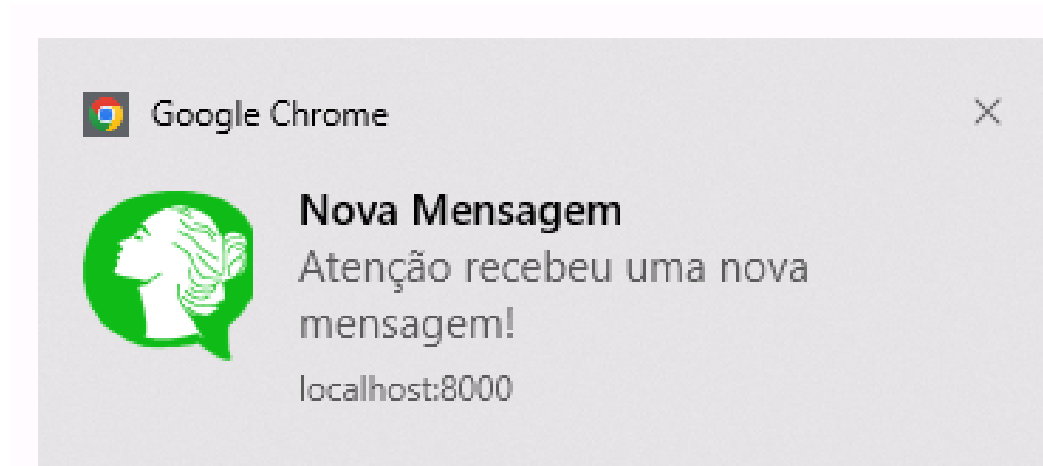 Google Chrome
Nova Mensagem
Atenção recebeu uma nova
mensagem!
localhost:8000